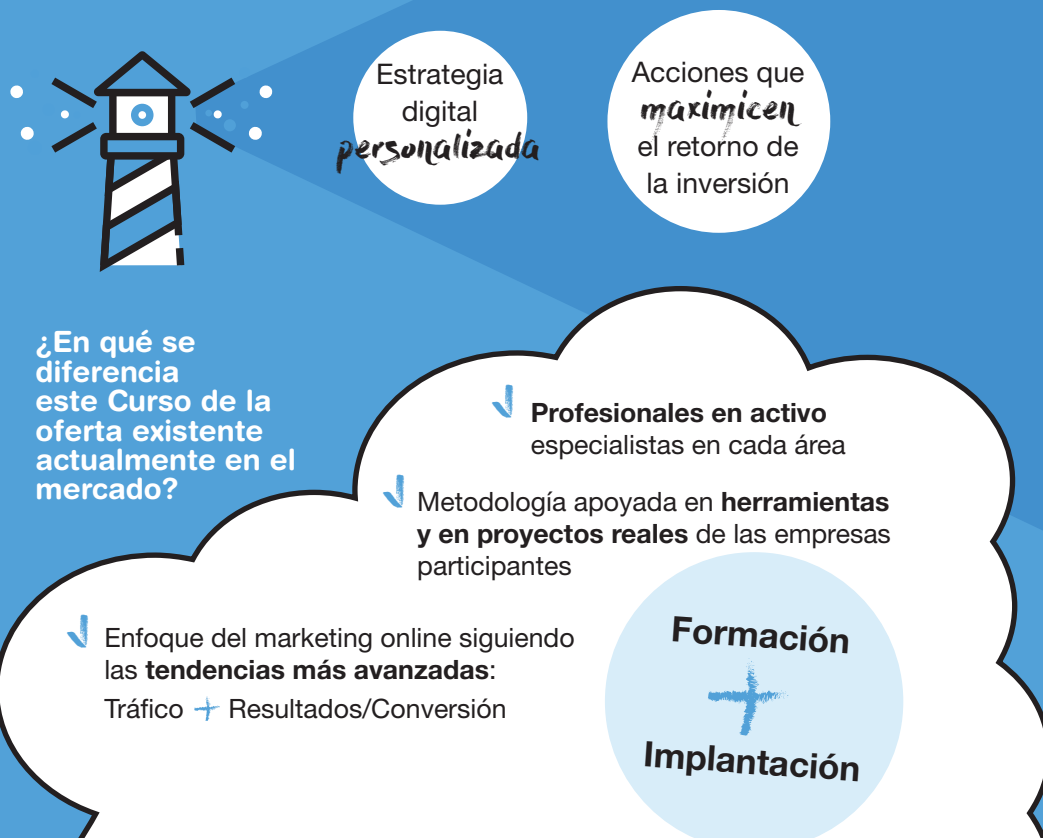 Estrategia
digital
personalizada
Acciones que
maximicen
el retorno de
la inversión
¿En qué se
diferencia
este Curso de la
oferta existente
actualmente en el
mercado?
Profesionales en activo
especialistas en cada área
Metodología apoyada en herramientas
y en proyectos reales de las empresas
participantes
Enfoque del marketing online siguiendo
las tendencias más avanzadas:
Tráfico + Resultados/Conversión
Formación
+
Implantación